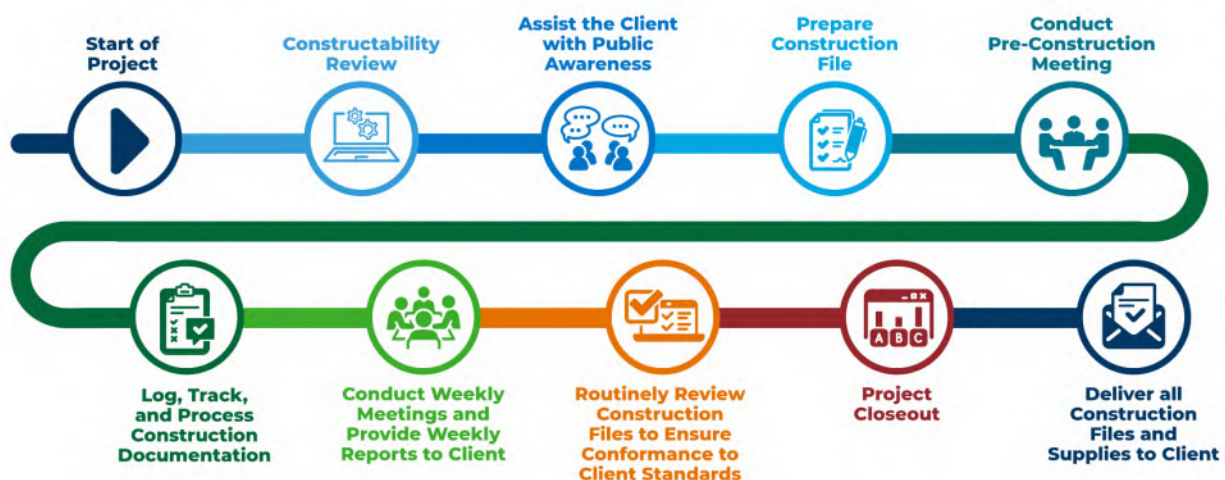 Start of
Project
Constructability
Review
Assist the Client
with Public
Awareness
Prepare
Construction
File
Conduct
Pre-Construction
Meeting
Log, Track,
and Process
Construction
Documentation
Conduct Weekly
Meetings and
Provide Weekly
Reports to Client
Routinely Review
Construction
Files to Ensure
Conformance to
Client Standards
A B C
Project
Closeout
Deliver all
Construction
Files and
Supplies to Client